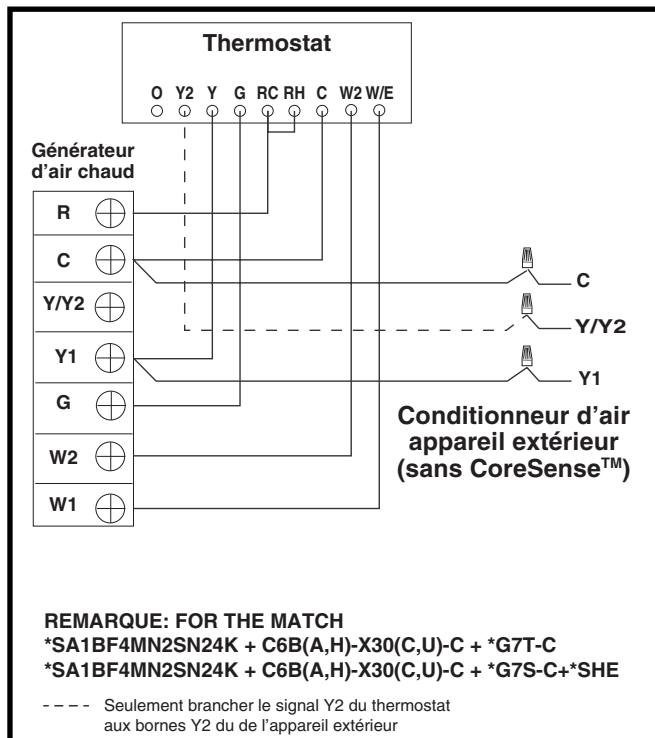 Thermostat
O Y2 Y G RC RH C W2 W/E
Générateur
d'air chaud
R
C
Y/Y2
Y1
G
W2
W1
C
Y/Y2
Y1
Conditionneur d'air
appareil extérieur
(sans CoreSense™)
REMARQUE: FOR THE MATCH
*SA1BF4MN2SN24K + C6B(A,H)-X30(C,U)-C + *G7T-C
*SA1BF4MN2SN24K + C6B(A,H)-X30(C,U)-C + *G7S-C+*SHE
---- Seulement brancher le signal Y2 du thermostat
aux bornes Y2 du de l'appareil extérieur